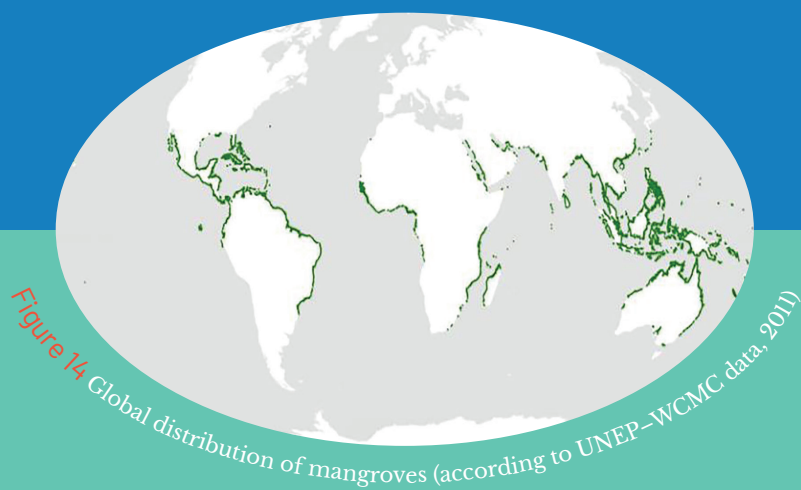 Figure 14 Global distribution of mangroves (according to UNEP–WCMC data, 2011)